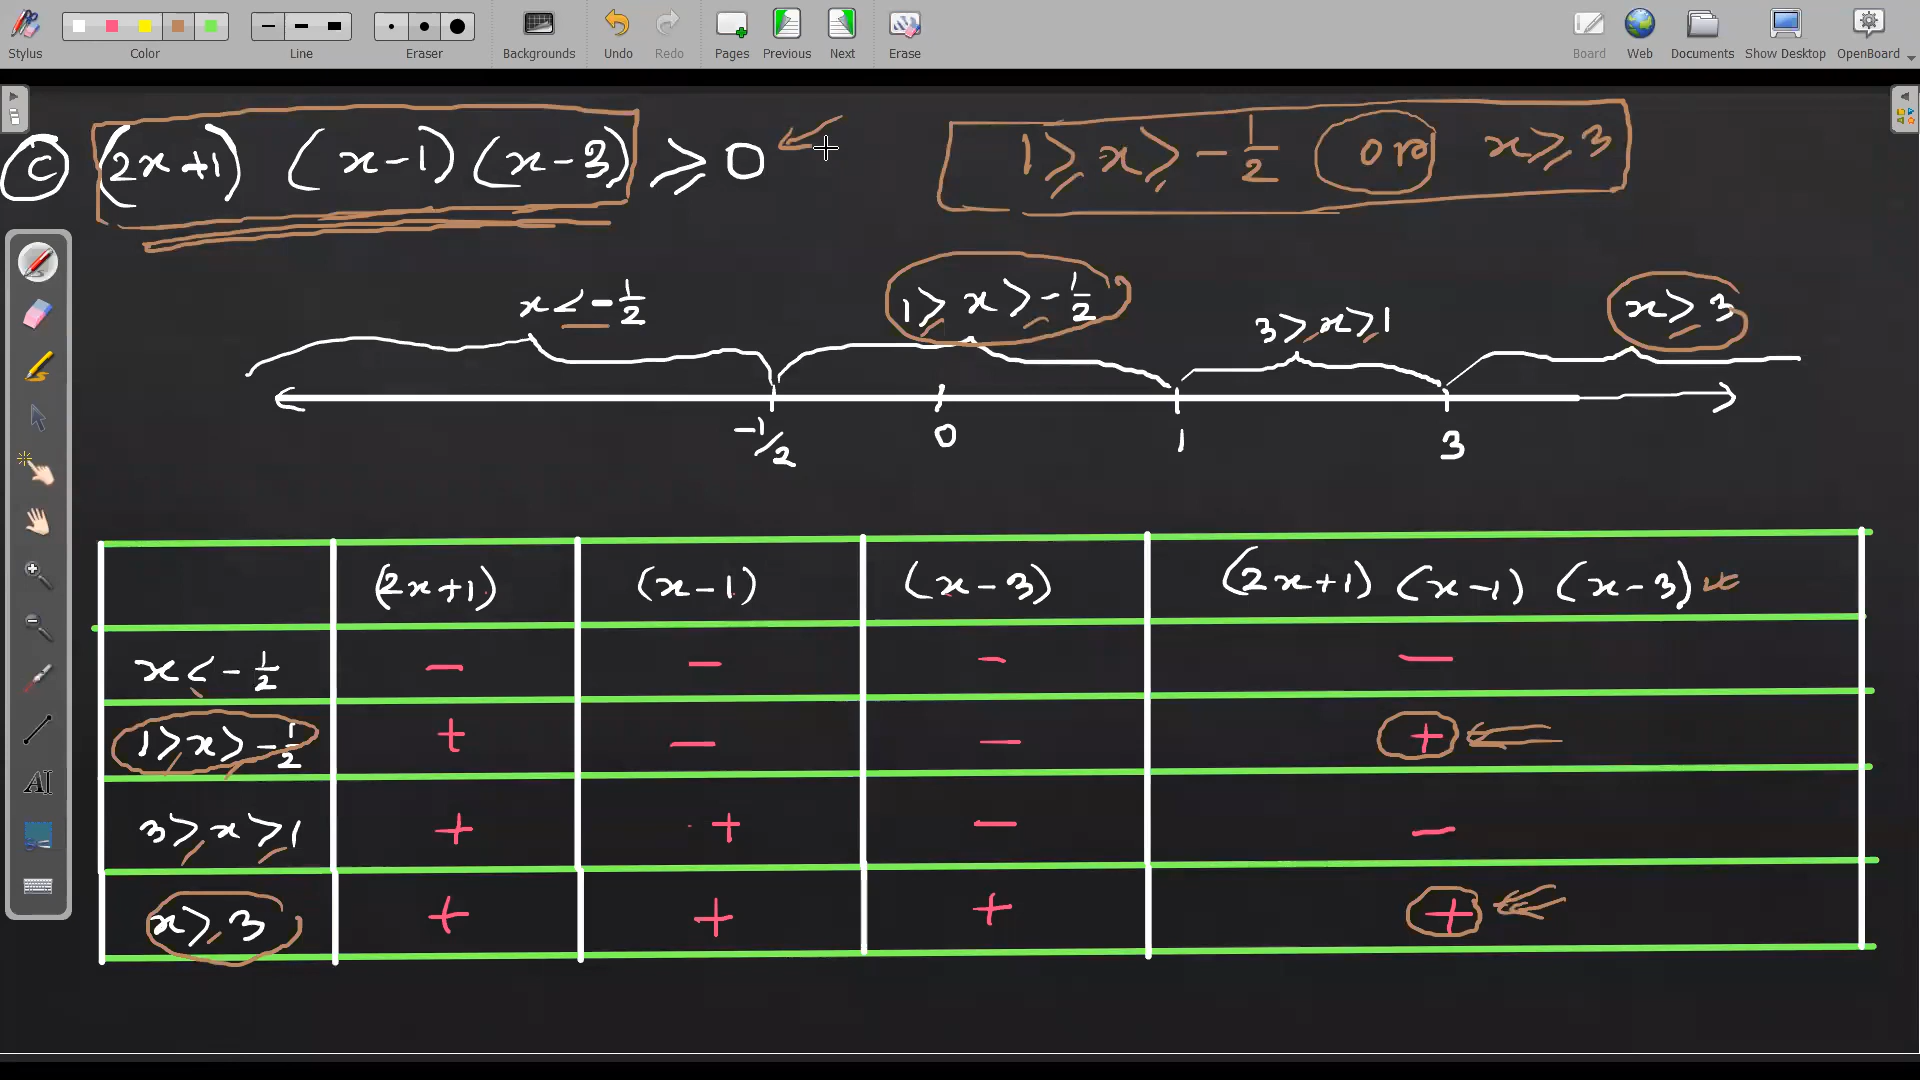 Stylus Color Line Eraser Backgrounds Undo Redo Pages Previous Next Erase Board Web Documents Show Desktop OpenBoard
c (2x+1) (x-1)(x-3) ≥ 0
1 ≥ x ≥ -1/2 or x ≥ 3
x ≤ -1/2
1 ≥ x ≥ -1/2
3 ≥ x ≥ 1
x ≥ 3
-1/2 0 1 3
(2x+1) (x-1) (x-3) (2x+1) (x-1) (x-3)
x ≤ -1/2 - - - -
1 ≥ x ≥ -1/2 + - - +
3 ≥ x ≥ 1 + + - -
x ≥ 3 + + + +
AI